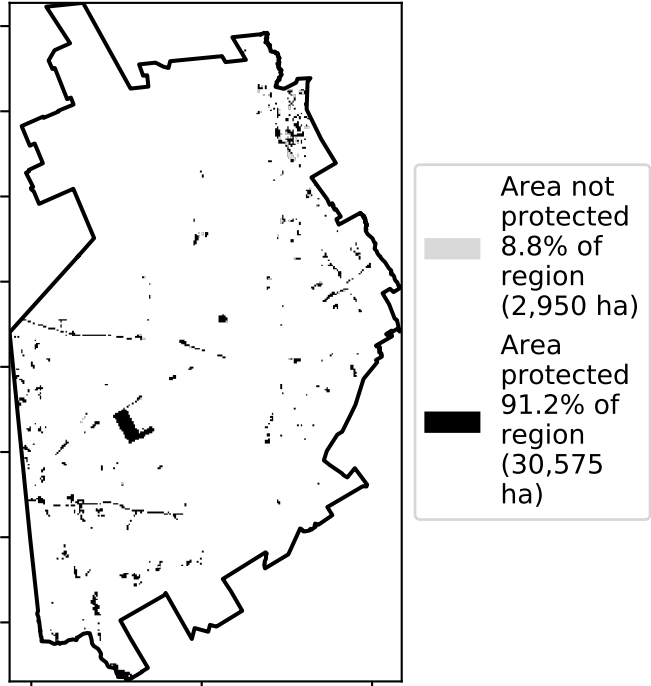 Area not
protected
8.8% of
region
(2,950 ha)
Area
protected
91.2% of
region
(30,575
ha)